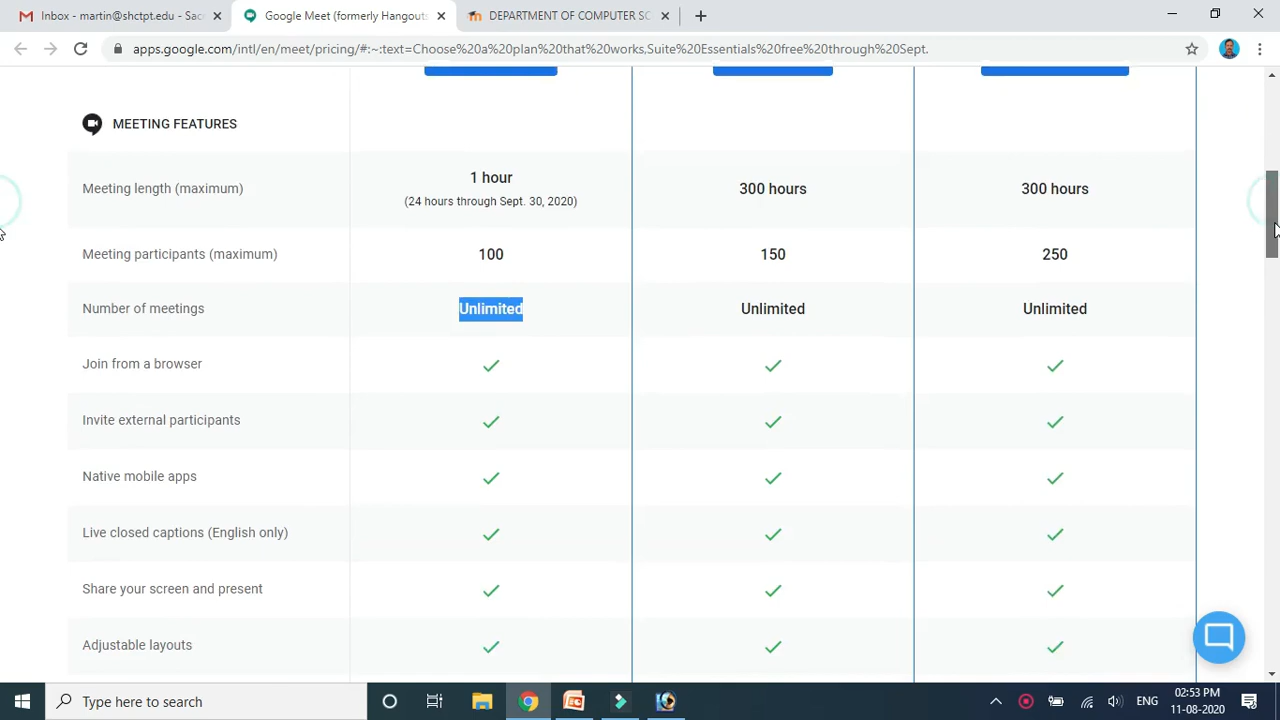 Inbox - martin@shctpt.edu - Sac
Google Meet (formerly Hangouts
DEPARTMENT OF COMPUTER SC
apps.google.com/intl/en/meet/pricing/#:~:text=Choose%20a%20plan%20that%20works,Suite%20Essentials%20free%20through%20Sept.
MEETING FEATURES
Meeting length (maximum)
1 hour
(24 hours through Sept. 30, 2020)
300 hours
300 hours
Meeting participants (maximum)
100
150
250
Number of meetings
Unlimited
Unlimited
Unlimited
Join from a browser
Invite external participants
Native mobile apps
Live closed captions (English only)
Share your screen and present
Adjustable layouts
Type here to search
ENG
02:53 PM
11-08-2020